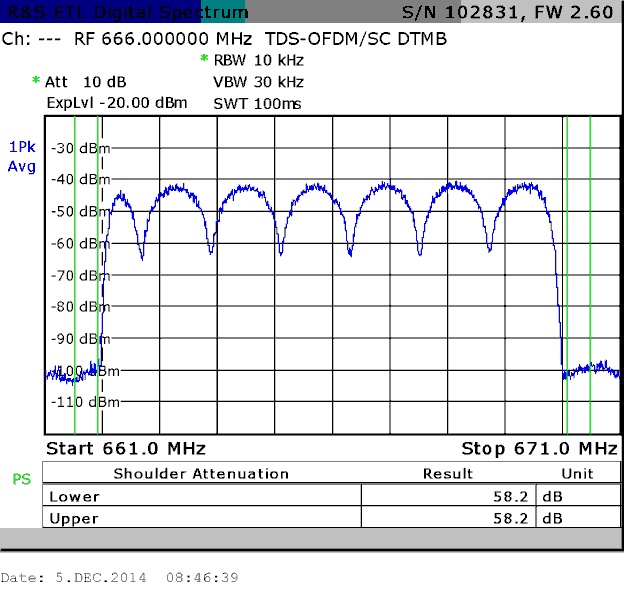 R&S ETL Digital Spectrum S/N 102831, FW 2.60
Ch: --- RF 666.000000 MHz TDS-OFDM/SC DTMB
* RBW 10 kHz
* Att 10 dB VBW 30 kHz
ExpLvl -20.00 dBm SWT 100ms
1Pk
Avg
-30 dBm
-40 dBm
-50 dBm
-60 dBm
-70 dBm
-80 dBm
-90 dBm
-100 dBm
-110 dBm
Start 661.0 MHz Stop 671.0 MHz
PS
Shoulder Attenuation Result Unit
Lower 58.2 dB
Upper 58.2 dB
Date: 5.DEC.2014 08:46:39